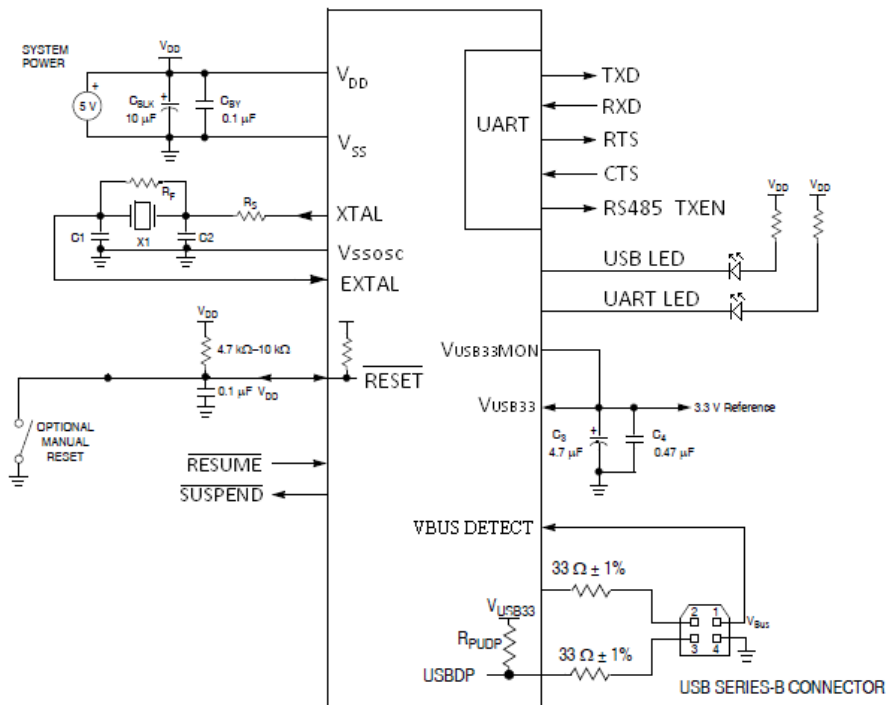 SYSTEM
POWER
VDD
+
5 V
CBLK
10 µF
+
CBY
0.1 µF
VDD
VSS
RF
X1
C1
C2
RS
XTAL
Vssosc
EXTAL
VDD
4.7 kΩ–10 kΩ
0.1 µF VDD
RESET
OPTIONAL
MANUAL
RESET
RESUME
SUSPEND
UART
TXD
RXD
RTS
CTS
RS485 TXEN
VDD
VDD
USB LED
UART LED
VUSB33MON
VUSB33
3.3 V Reference
C3
4.7 µF
+
C4
0.47 µF
VBUS DETECT
33 Ω ± 1%
VUSB33
RPUDP
USBDP
33 Ω ± 1%
2
1
3
4
VBus
USB SERIES-B CONNECTOR